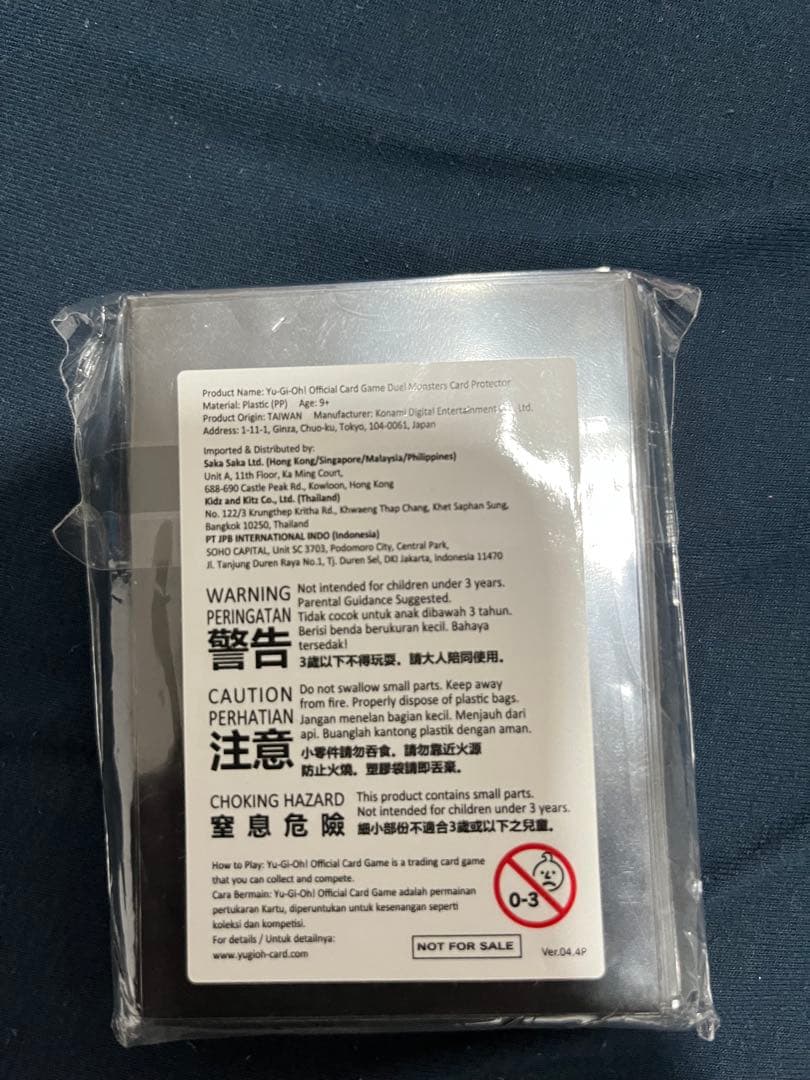 Product Name: Yu-Gi-Oh! Official Card Game Duel Monsters Card Protector
Material: Plastic (PP) Age: 9+
Product Origin: TAIWAN Manufacturer: Konami Digital Entertainment Ltd.
Address: 1-11-1, Ginza, Chuo-ku, Tokyo, 104-0061, Japan
Imported & Distributed by:
Saka Saka Ltd. (Hong Kong/Singapore/Malaysia/Philippines)
Unit A, 11th Floor, Ka Ming Court,
688-690 Castle Peak Rd., Kowloon, Hong Kong
Kidz and Kitz Co., Ltd. (Thailand)
No. 122/3 Krungthep Kritha Rd., Khwaeng Thap Chang, Khet Saphan Sung,
Bangkok 10250, Thailand
PT JPB INTERNATIONAL INDO (Indonesia)
SOHO CAPITAL, Unit SC 3703, Podomoro City, Central Park,
Jl. Tanjung Duren Raya No.1, Tj. Duren Sel, DKI Jakarta, Indonesia 11470
WARNING Not intended for children under 3 years.
Parental Guidance Suggested.
PERINGATAN Tidak cocok untuk anak dibawah 3 tahun.
Berisi benda berukuran kecil. Bahaya
tersedak!
警告 3歲以下不得玩耍。請大人陪同使用。
CAUTION Do not swallow small parts. Keep away
from fire. Properly dispose of plastic bags.
PERHATIAN Jangan menelan bagian kecil. Menjauh dari
api. Buanglah kantong plastik dengan aman.
注意 小零件請勿吞食。請勿靠近火源
防止火燒。塑膠袋請即丟棄。
CHOKING HAZARD This product contains small parts.
Not intended for children under 3 years.
窒息危險 細小部份不適合3歲或以下之兒童。
How to Play: Yu-Gi-Oh! Official Card Game is a trading card game
that you can collect and compete.
Cara Bermain: Yu-Gi-Oh! Official Card Game adalah permainan
pertukaran Kartu, diperuntukan untuk kesenangan seperti
koleksi dan kompetisi.
For details / Untuk detailnya:
www.yugioh-card.com
0-3
NOT FOR SALE
Ver.04.4P